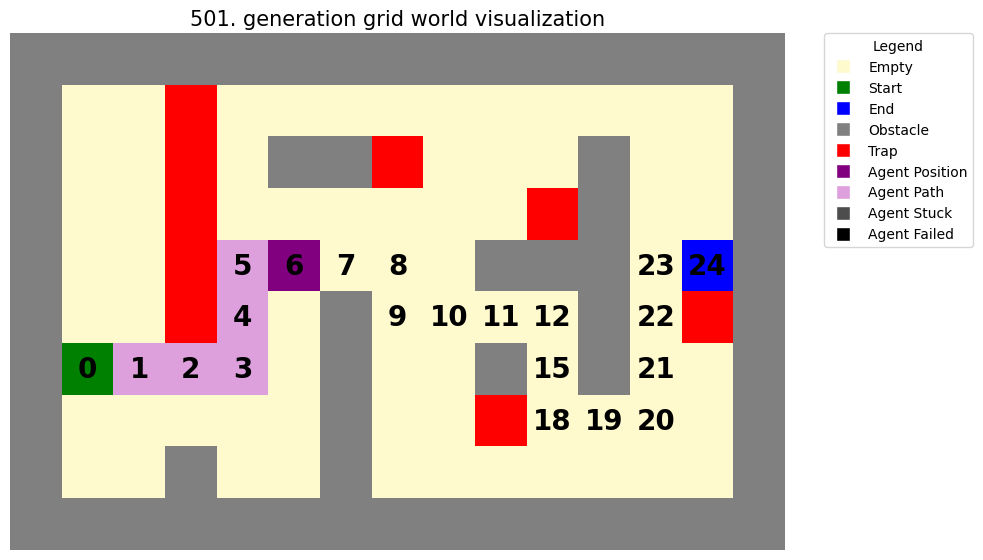 501. generation grid world visualization
Legend
Empty
Start
End
Obstacle
Trap
Agent Position
Agent Path
Agent Stuck
Agent Failed
5 6 7 8 23 24
4 9 10 11 12 22
0 1 2 3 15 21
18 19 20